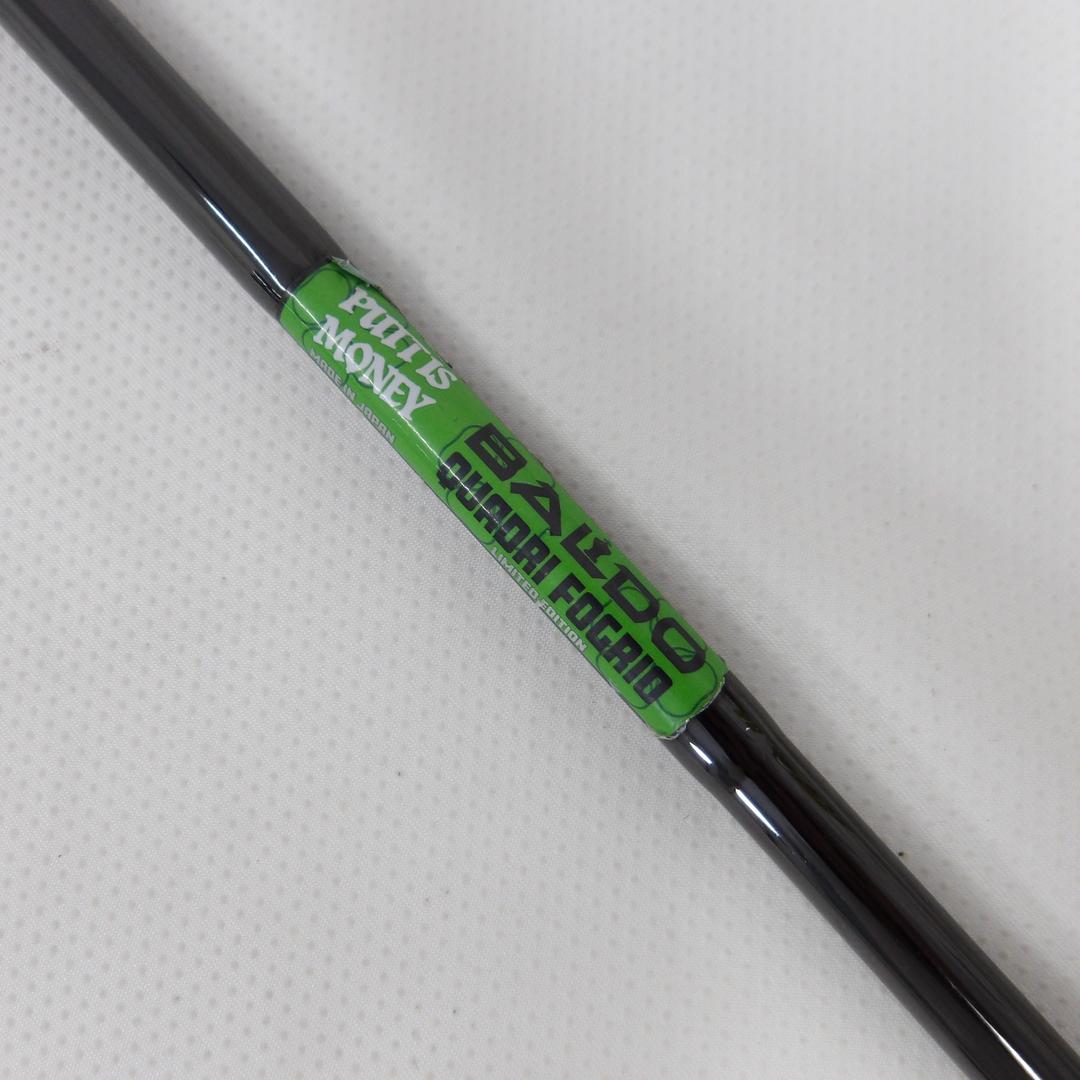 PUTT IS
MONEY
MADE IN JAPAN
BALDO
QUADRI FOGRID
LIMITED EDITION